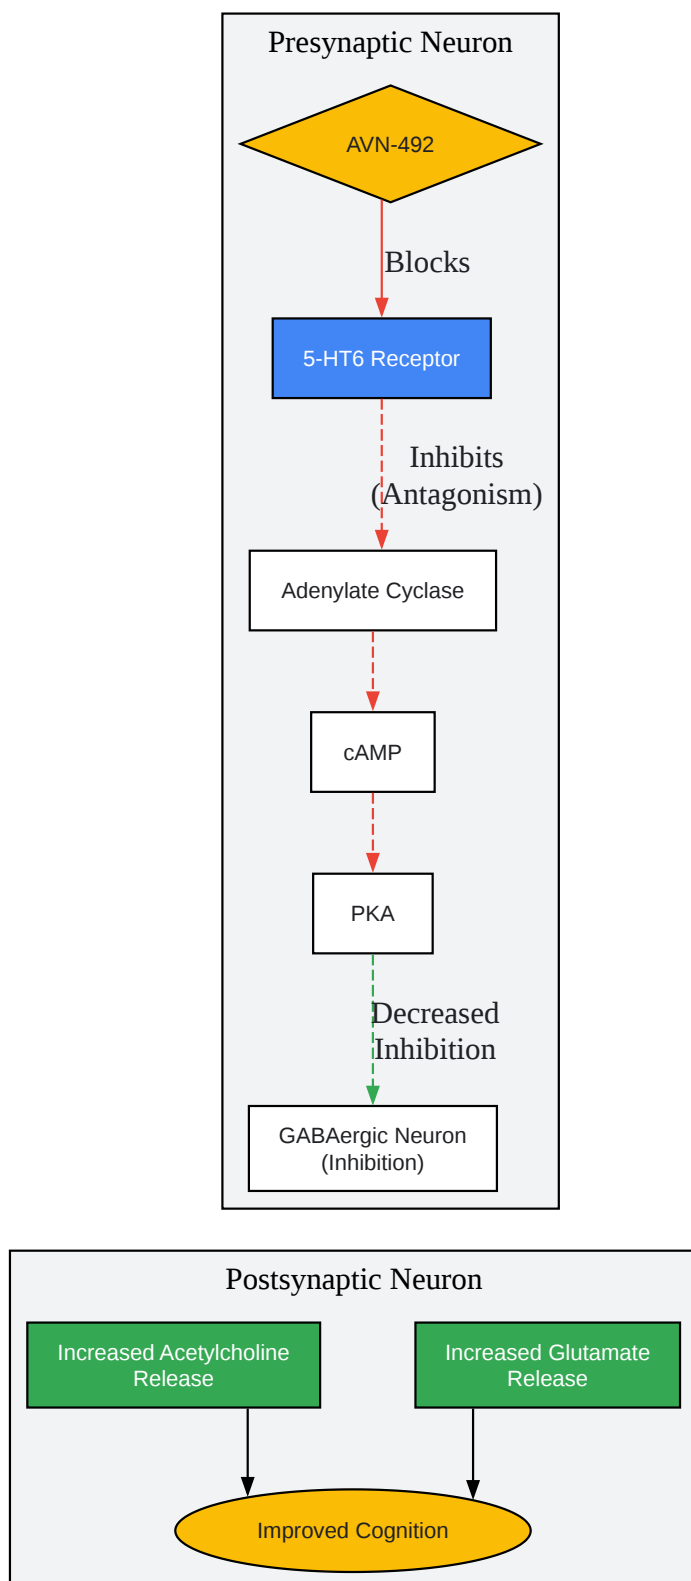 Presynaptic Neuron
AVN-492
Blocks
5-HT6 Receptor
Inhibits
(Antagonism)
Adenylate Cyclase
cAMP
PKA
Decreased
Inhibition
GABAergic Neuron
(Inhibition)
Postsynaptic Neuron
Increased Acetylcholine
Release
Increased Glutamate
Release
Improved Cognition